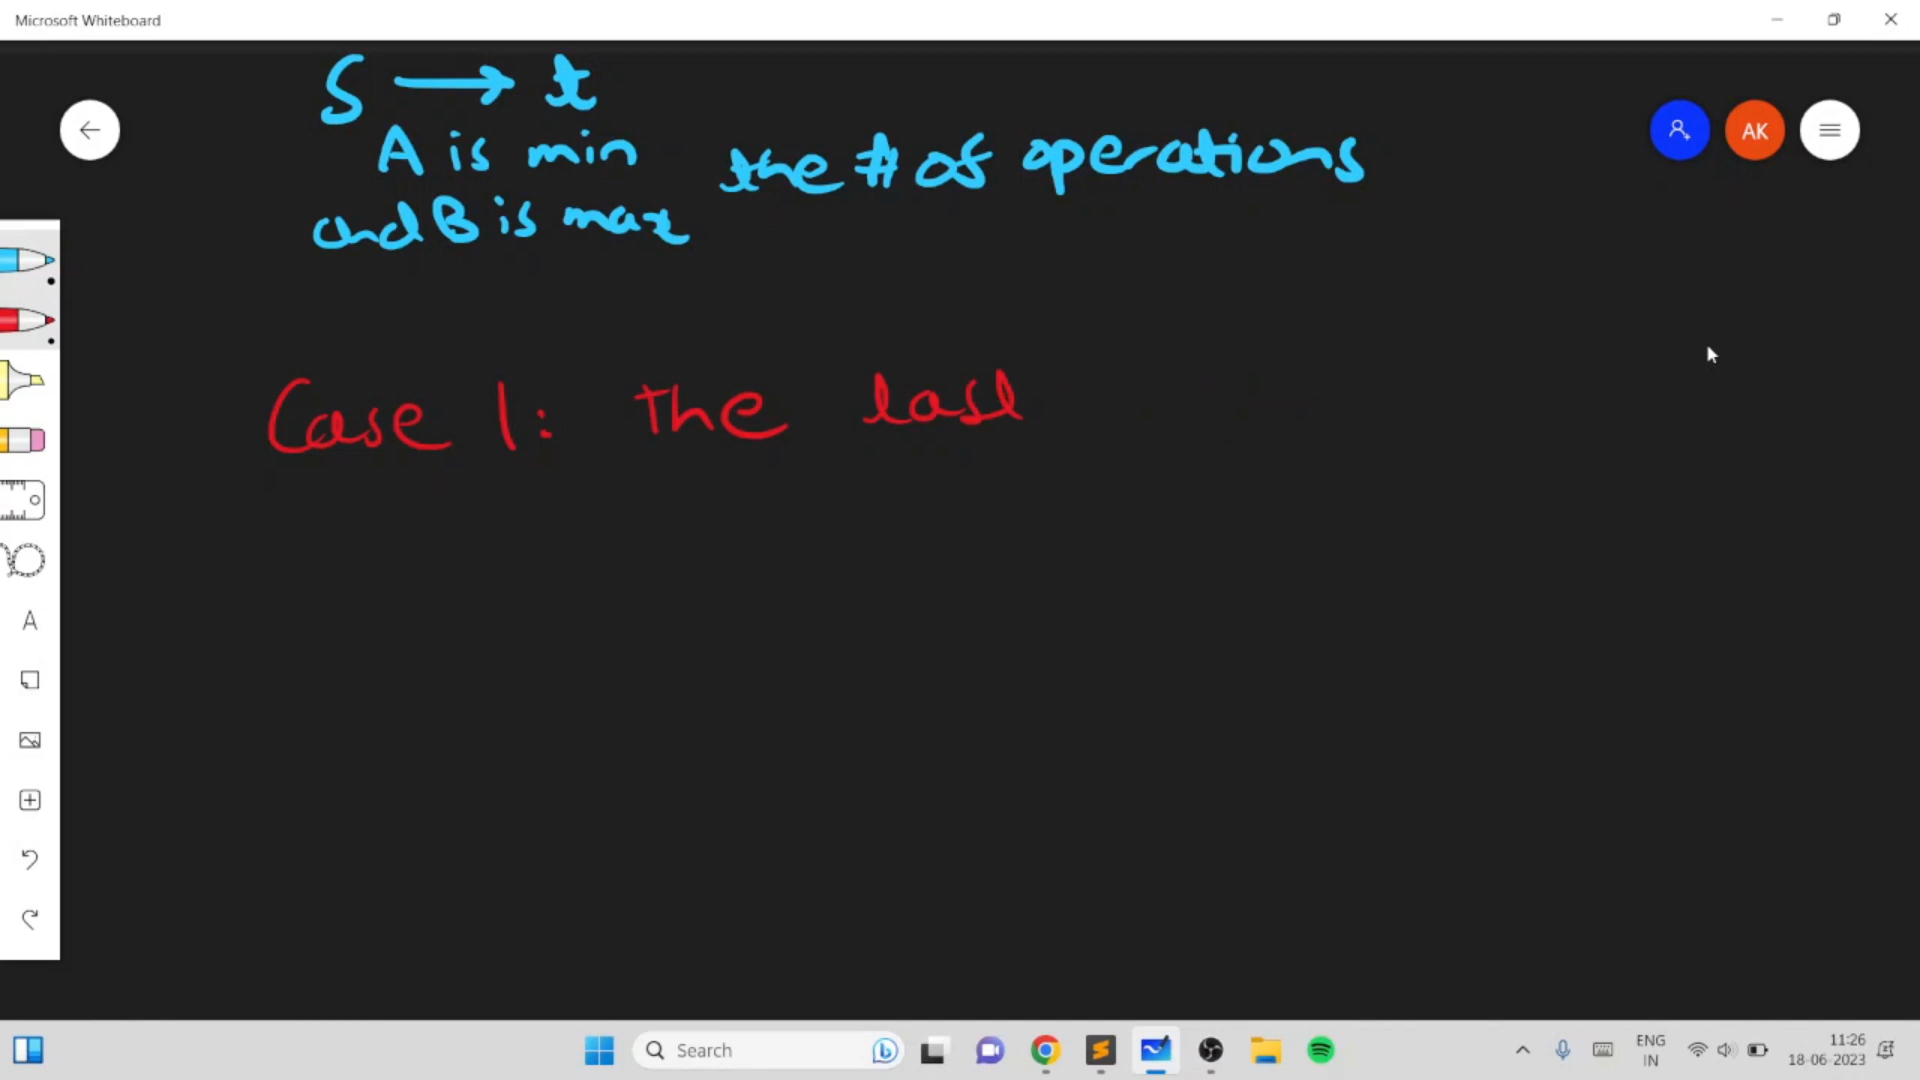 Microsoft Whiteboard
S → t
A is min the # of operations
and B is max
AK
Case 1: The last
A
Search
ENG
IN
11:26
18-06-2023